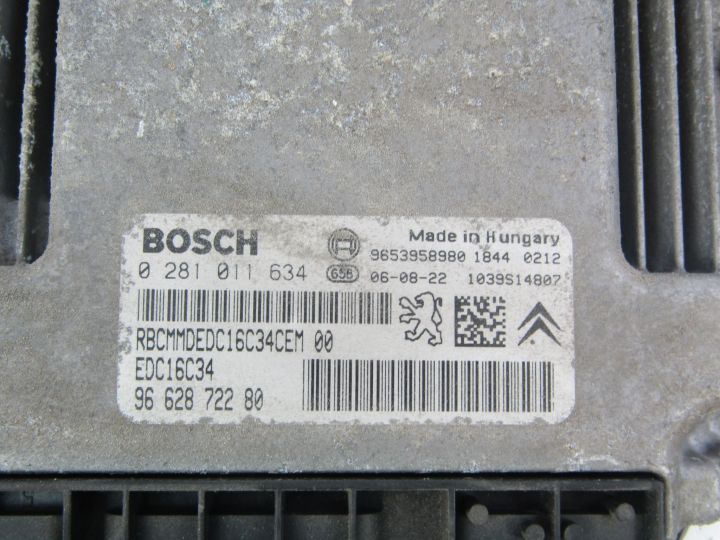 BOSCH
Made in Hungary
9653958980 1844 0212
0 281 011 634
658
06-08-22 1039S14807
RBCMMDEDC16C34CEM 00
EDC16C34
96 628 722 80